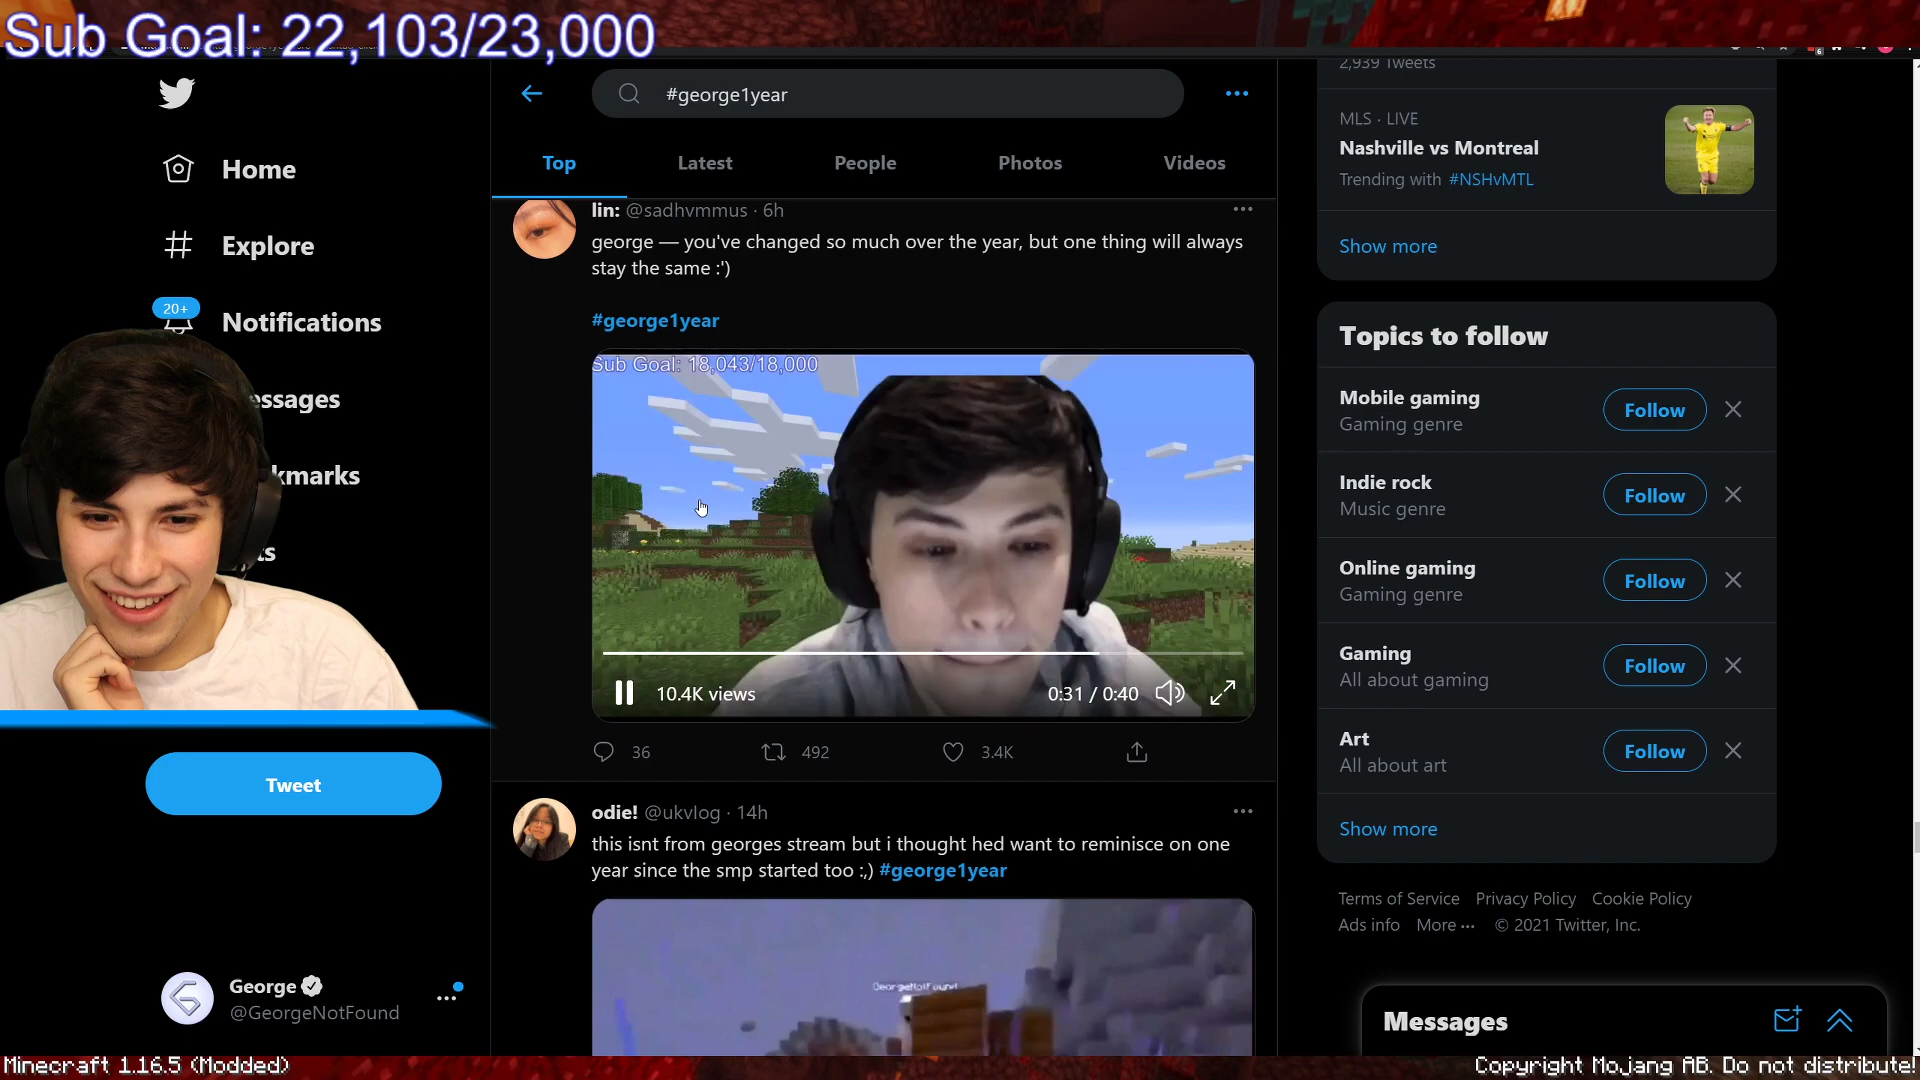 Sub Goal: 22,103/23,000
#george1year
Top
Latest
People
Photos
Videos
Home
Explore
20+
Notifications
essages
kmarks
ts
Tweet
George
@GeorgeNotFound
lin: @sadhvmmus · 6h
george — you've changed so much over the year, but one thing will always
stay the same :')
#george1year
Sub Goal: 18,043/18,000
10.4K views
0:31 / 0:40
36
492
3.4K
odie! @ukvlog · 14h
this isnt from georges stream but i thought hed want to reminisce on one
year since the smp started too :,) #george1year
GeorgeNotFound
2,939 Tweets
MLS · LIVE
Nashville vs Montreal
Trending with #NSHvMTL
Show more
Topics to follow
Mobile gaming
Gaming genre
Follow
Indie rock
Music genre
Follow
Online gaming
Gaming genre
Follow
Gaming
All about gaming
Follow
Art
All about art
Follow
Show more
Terms of Service Privacy Policy Cookie Policy
Ads info More ··· © 2021 Twitter, Inc.
Messages
Minecraft 1.16.5 (Modded)
Copyright Mojang AB. Do not distribute!